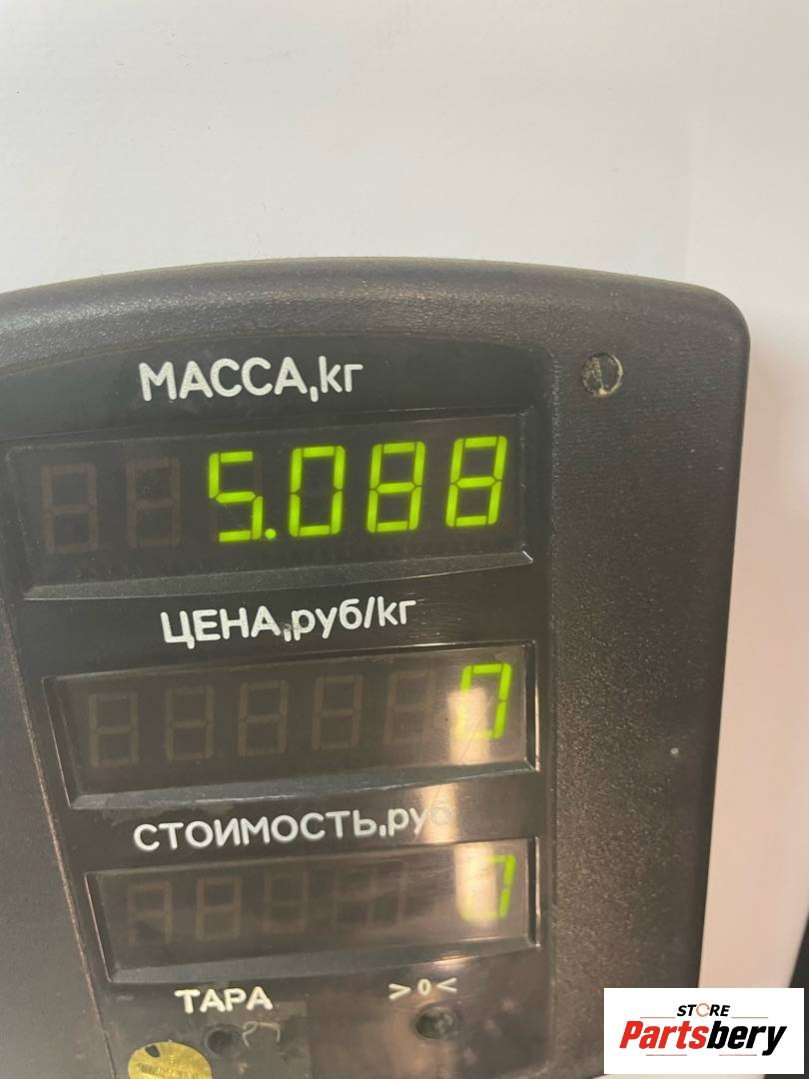 МАССА,кг
5.088
ЦЕНА,руб/кг
0
СТОИМОСТЬ,руб
0
ТАРА >0<
STORE
Partsbery